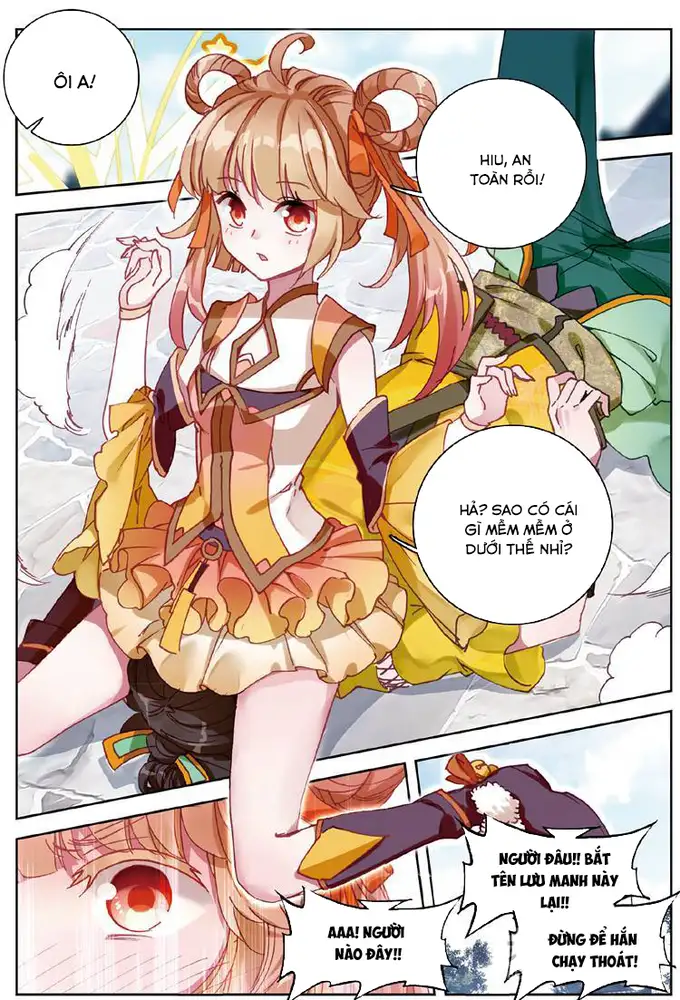 ÔI A!
HIU, AN
TOÀN RỒI!
HẢ? SAO CÓ CÁI
GÌ MỀM MỀM Ở
DƯỚI THẾ NHỈ?
NGƯỜI ĐÂU!! BẮT
TÊN LƯU MANH NÀY
LẠI!!
AAA! NGƯỜI
NÀO ĐÂY!!
ĐỪNG ĐỂ HẮN
CHẠY THOÁT!